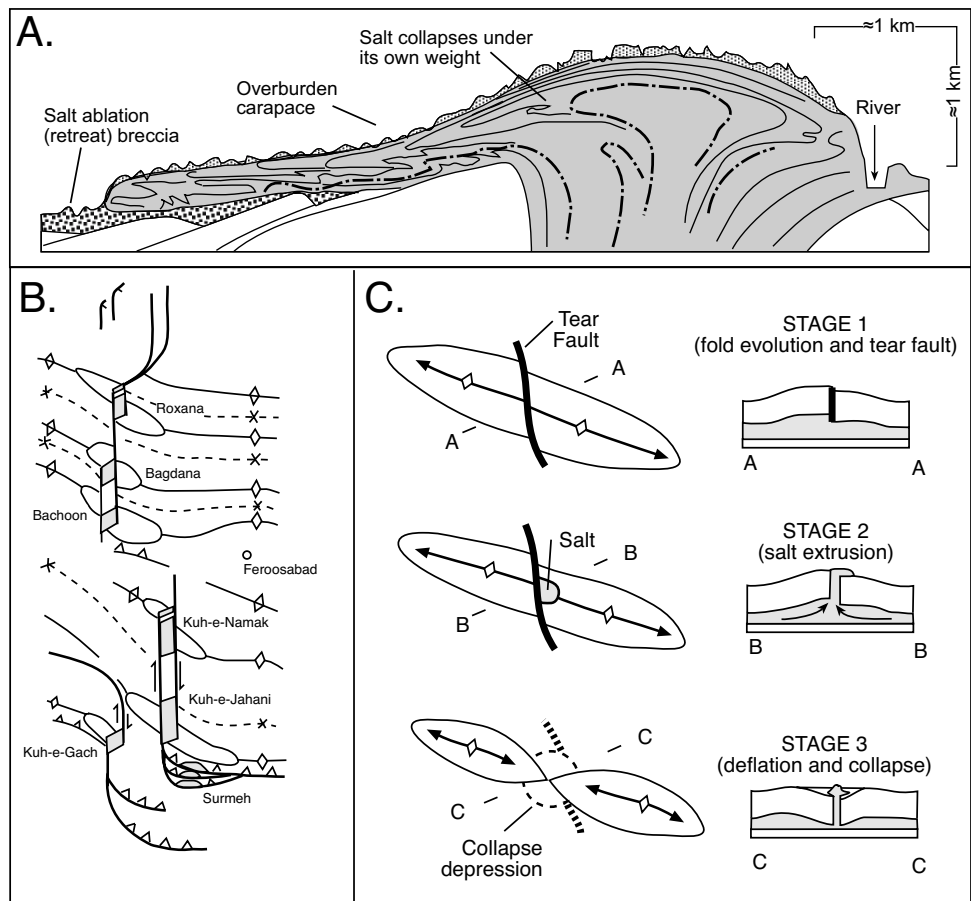 A.
Salt collapses under
its own weight
≈1 km
≈1 km
Overburden
carapace
River
Salt ablation
(retreat) breccia
B.
Roxana
Bagdana
Bachoon
Feroosabad
Kuh-e-Namak
Kuh-e-Jahani
Kuh-e-Gach
Surmeh
C.
Tear
Fault
A
A
STAGE 1
(fold evolution and tear fault)
A
A
Salt
B
B
STAGE 2
(salt extrusion)
B
B
C
C
Collapse
depression
STAGE 3
(deflation and collapse)
C
C